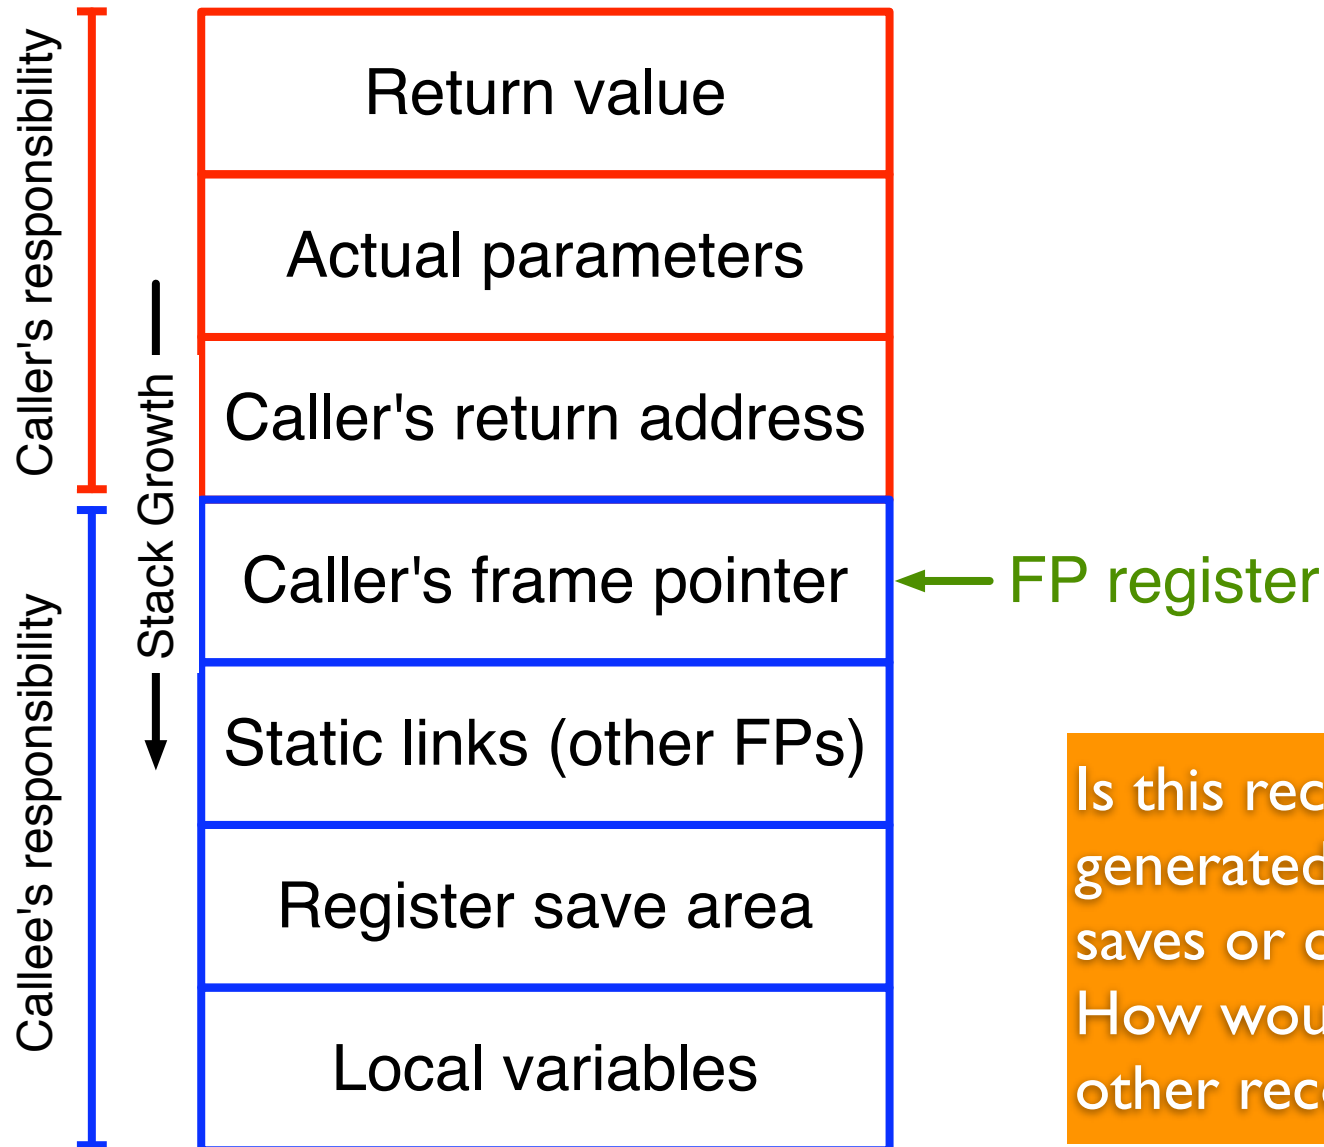 Caller's responsibility
Return value
Actual parameters
Caller's return address
Stack Growth
Callee's responsibility
Caller's frame pointer
FP register
Static links (other FPs)
Register save area
Local variables
Is this rec
generated
saves or
How wou
other rec